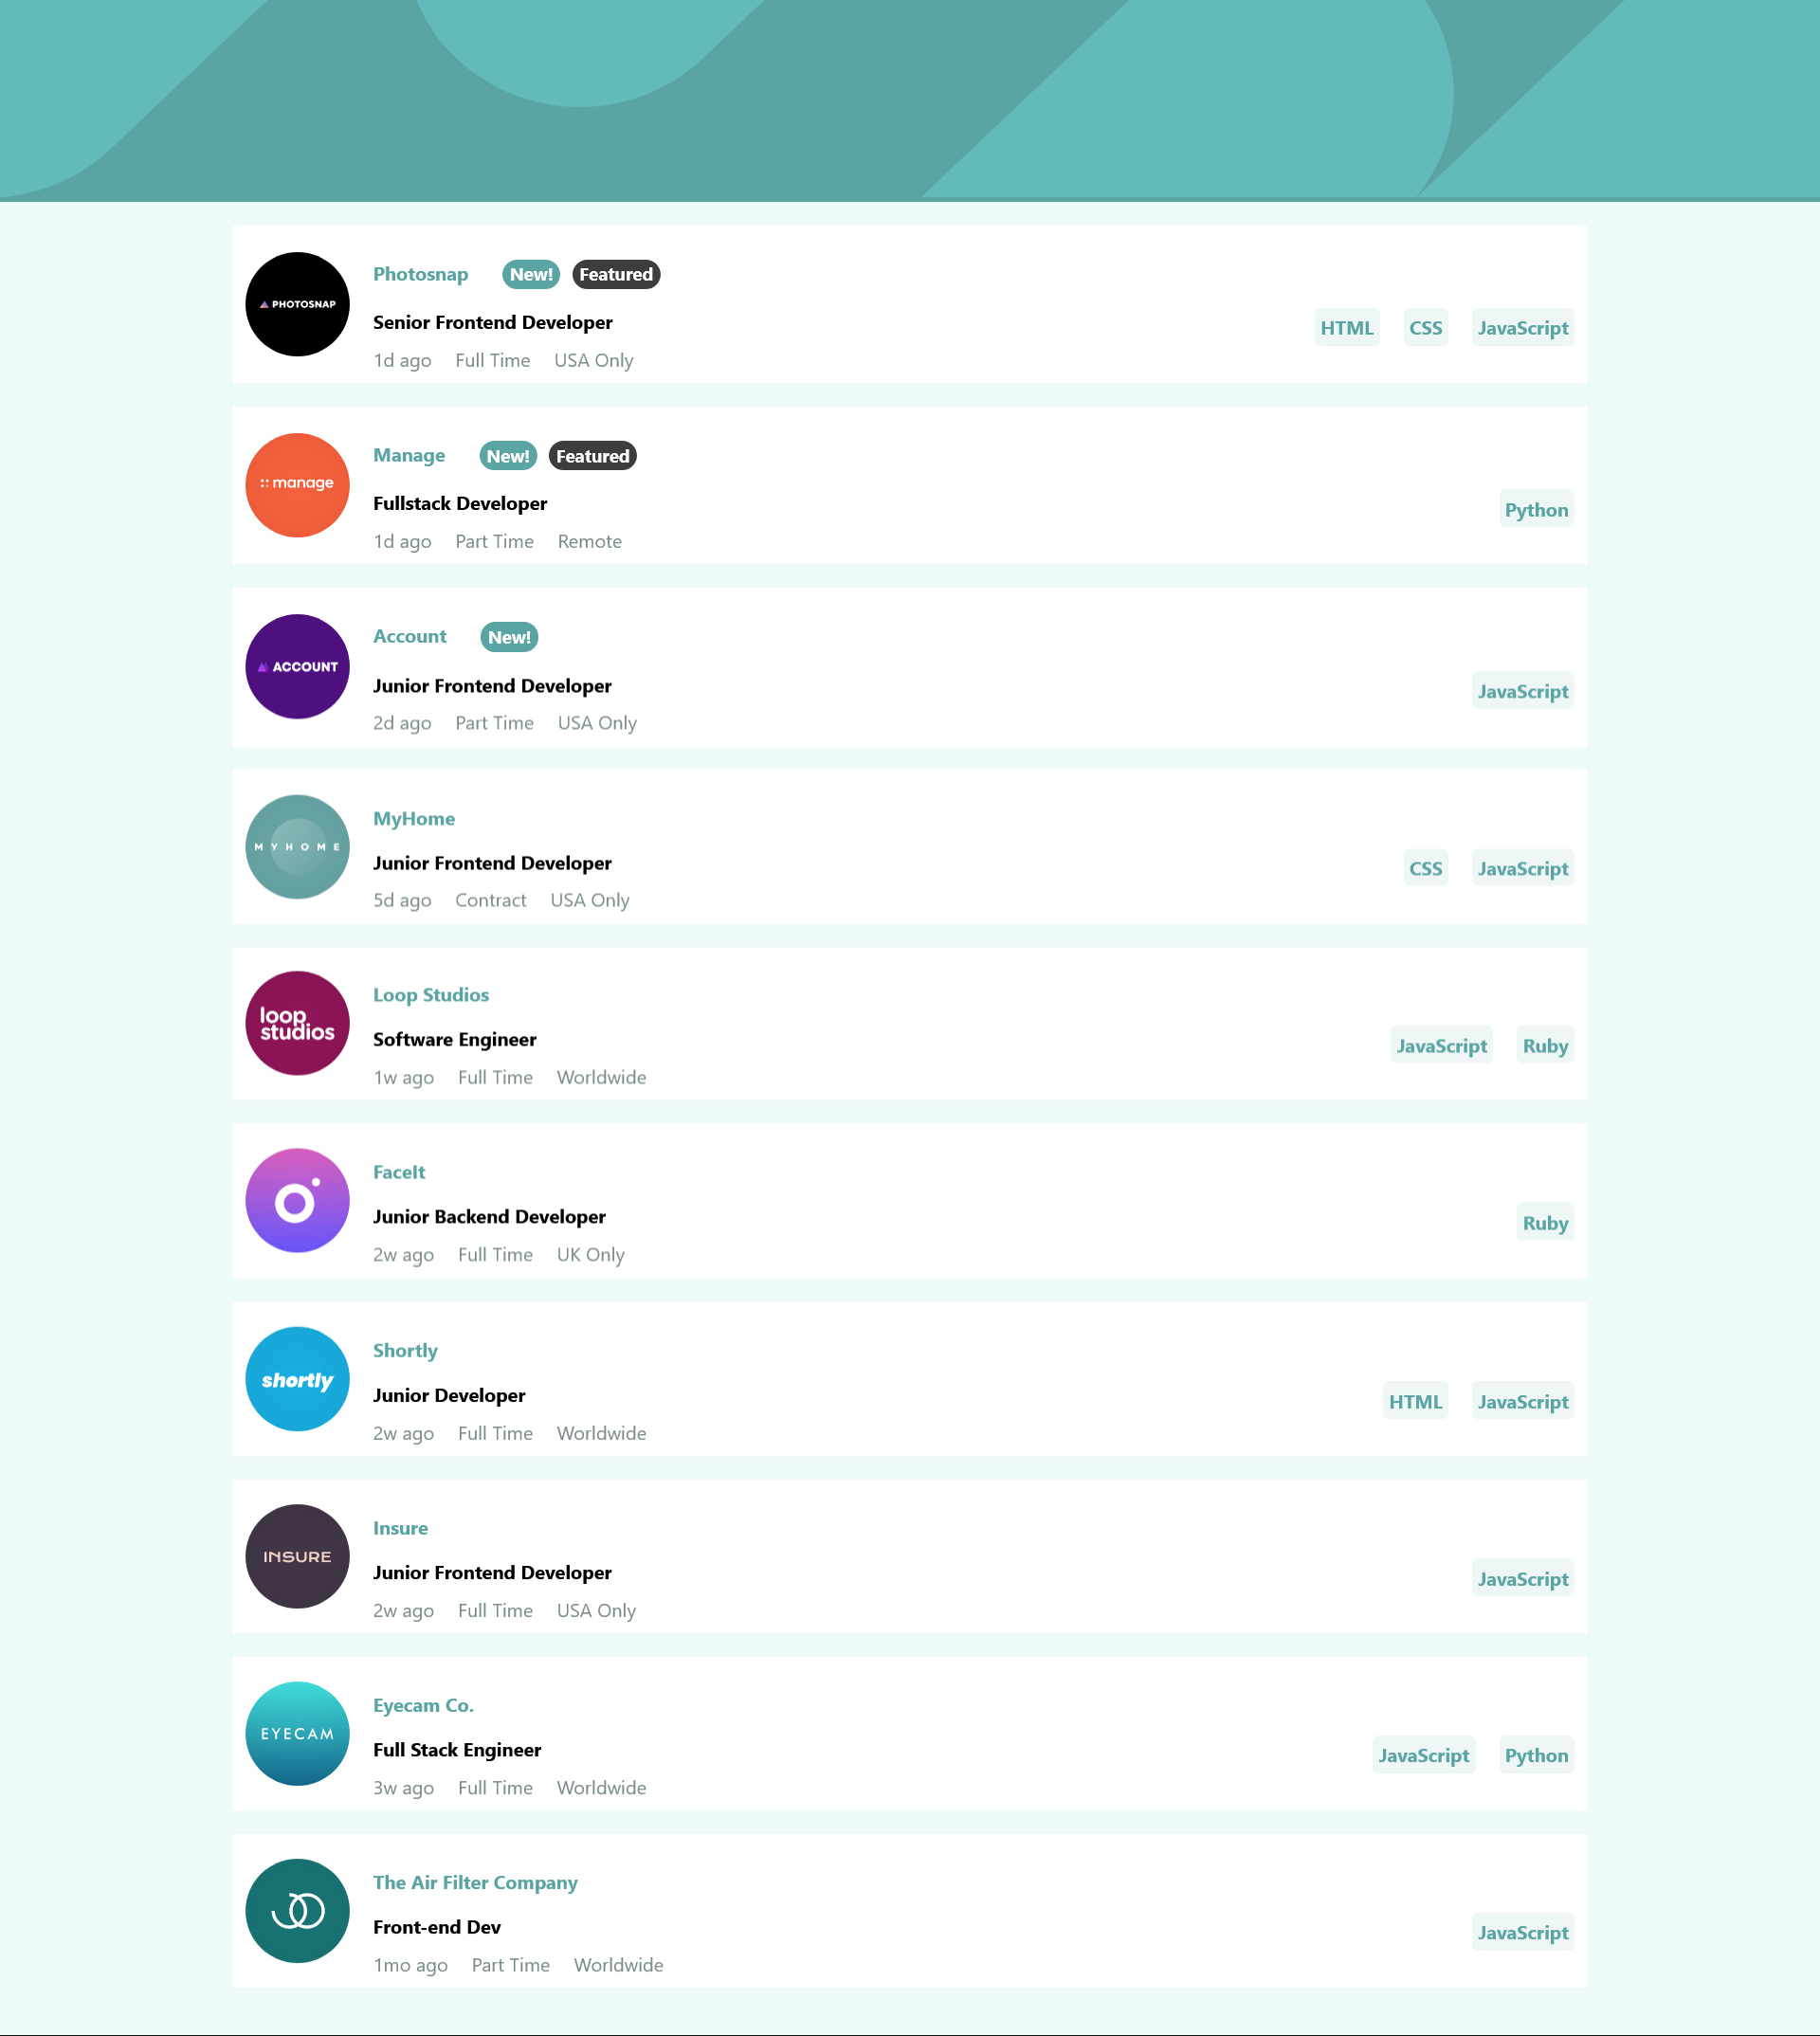 PHOTOSNAP
Photosnap New! Featured
Senior Frontend Developer
1d ago Full Time USA Only
HTML CSS JavaScript
manage
Manage New! Featured
Fullstack Developer
1d ago Part Time Remote
Python
ACCOUNT
Account New!
Junior Frontend Developer
2d ago Part Time USA Only
JavaScript
MYHOME
MyHome
Junior Frontend Developer
5d ago Contract USA Only
CSS JavaScript
loop
studios
Loop Studios
Software Engineer
1w ago Full Time Worldwide
JavaScript Ruby
FaceIt
Junior Backend Developer
2w ago Full Time UK Only
Ruby
shortly
Shortly
Junior Developer
2w ago Full Time Worldwide
HTML JavaScript
INSURE
Insure
Junior Frontend Developer
2w ago Full Time USA Only
JavaScript
EYECAM
Eyecam Co.
Full Stack Engineer
3w ago Full Time Worldwide
JavaScript Python
The Air Filter Company
Front-end Dev
1mo ago Part Time Worldwide
JavaScript